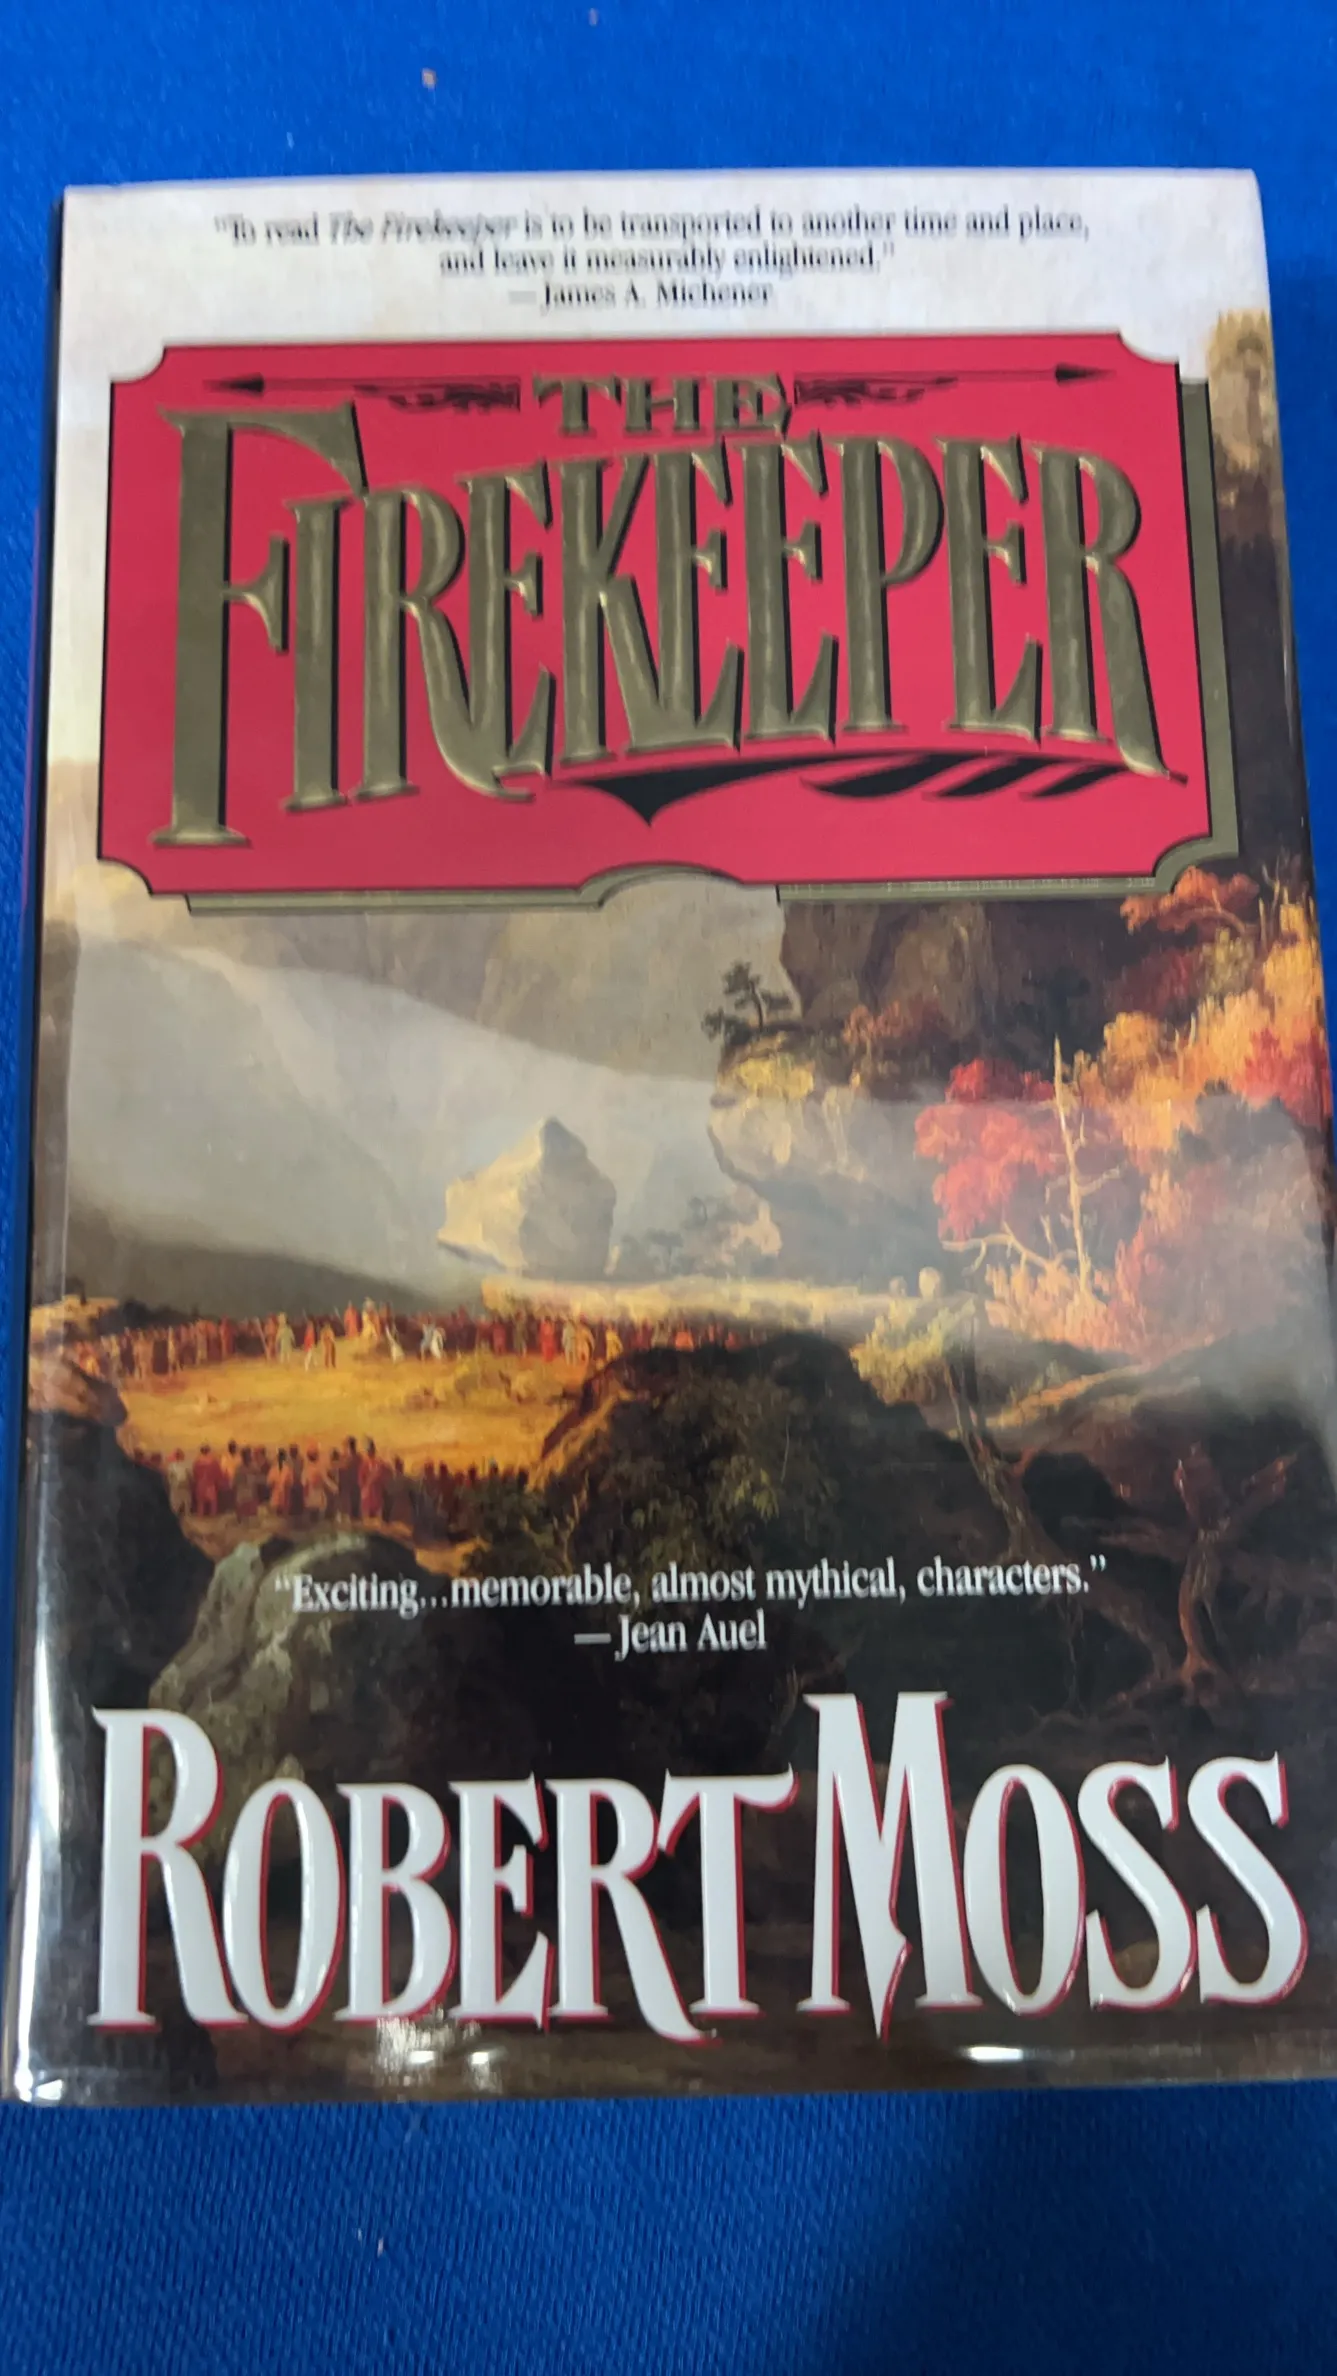 "To read The Firekeeper is to be transported to another time and place,
and leave it measurably enlightened."
—James A. Michener
THE
FIREKEEPER
"Exciting...memorable, almost mythical, characters."
—Jean Auel
ROBERT MOSS